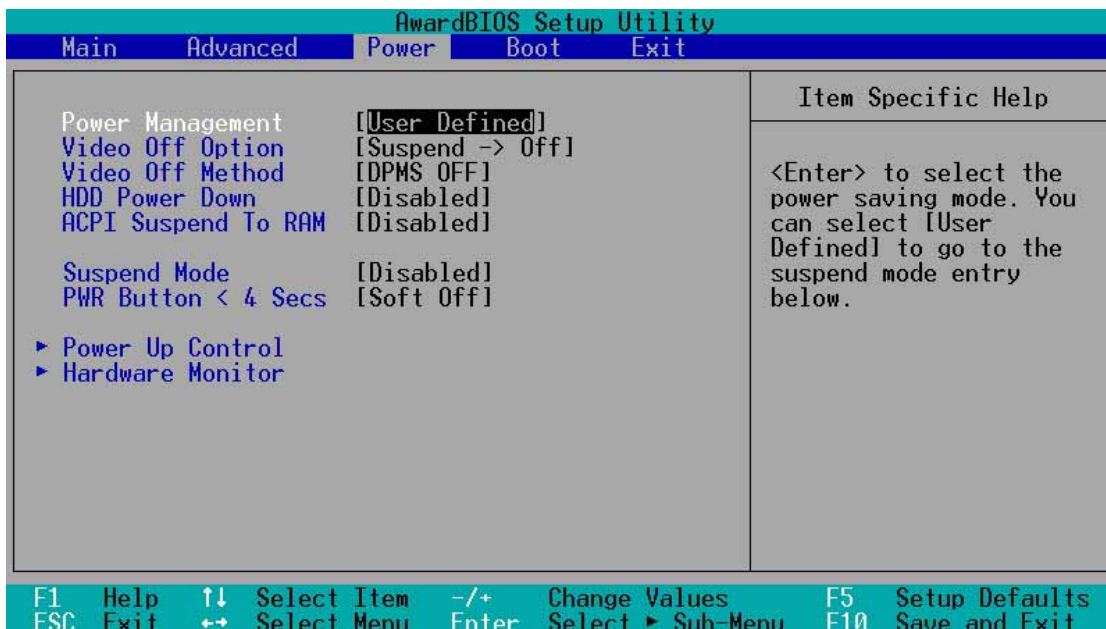 AwardBIOS Setup Utility
Main Advanced Power Boot Exit
Power Management [User Defined]
Video Off Option [Suspend -> Off]
Video Off Method [DPMS OFF]
HDD Power Down [Disabled]
ACPI Suspend To RAM [Disabled]
Suspend Mode [Disabled]
PWR Button < 4 Secs [Soft Off]
► Power Up Control
► Hardware Monitor
Item Specific Help
<Enter> to select the
power saving mode. You
can select [User
Defined] to go to the
suspend mode entry
below.
F1 Help ↑↓ Select Item -/+ Change Values F5 Setup Defaults
ESC Exit ←→ Select Menu Enter Select ► Sub-Menu F10 Save and Exit